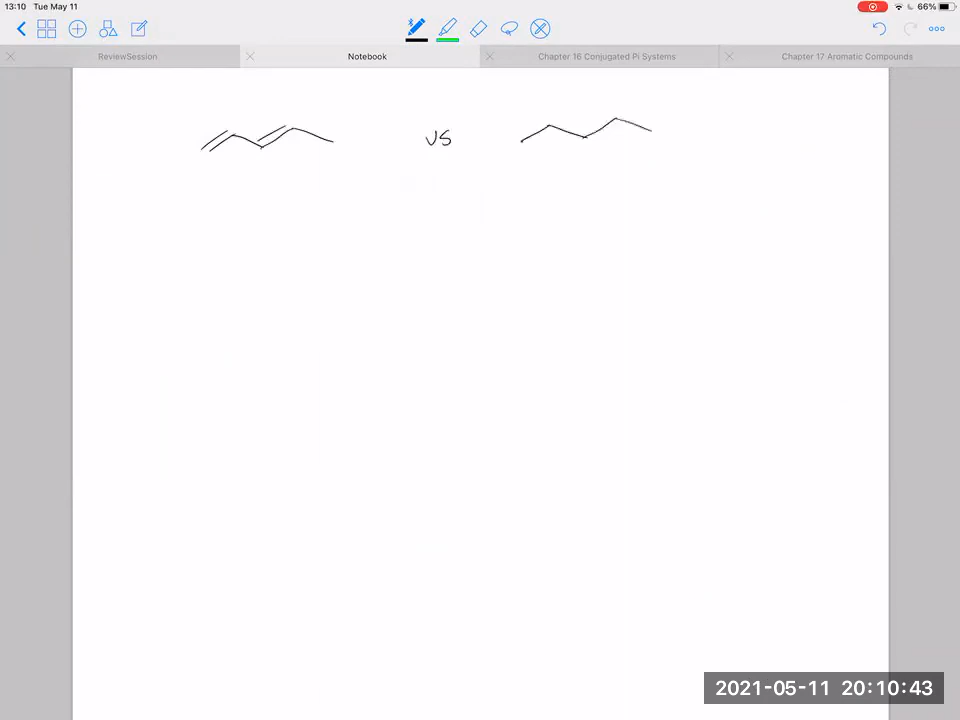 13:10 Tue May 11 66%
ReviewSession Notebook Chapter 16 Conjugated Pi Systems Chapter 17 Aromatic Compounds
vs
2021-05-11 20:10:43